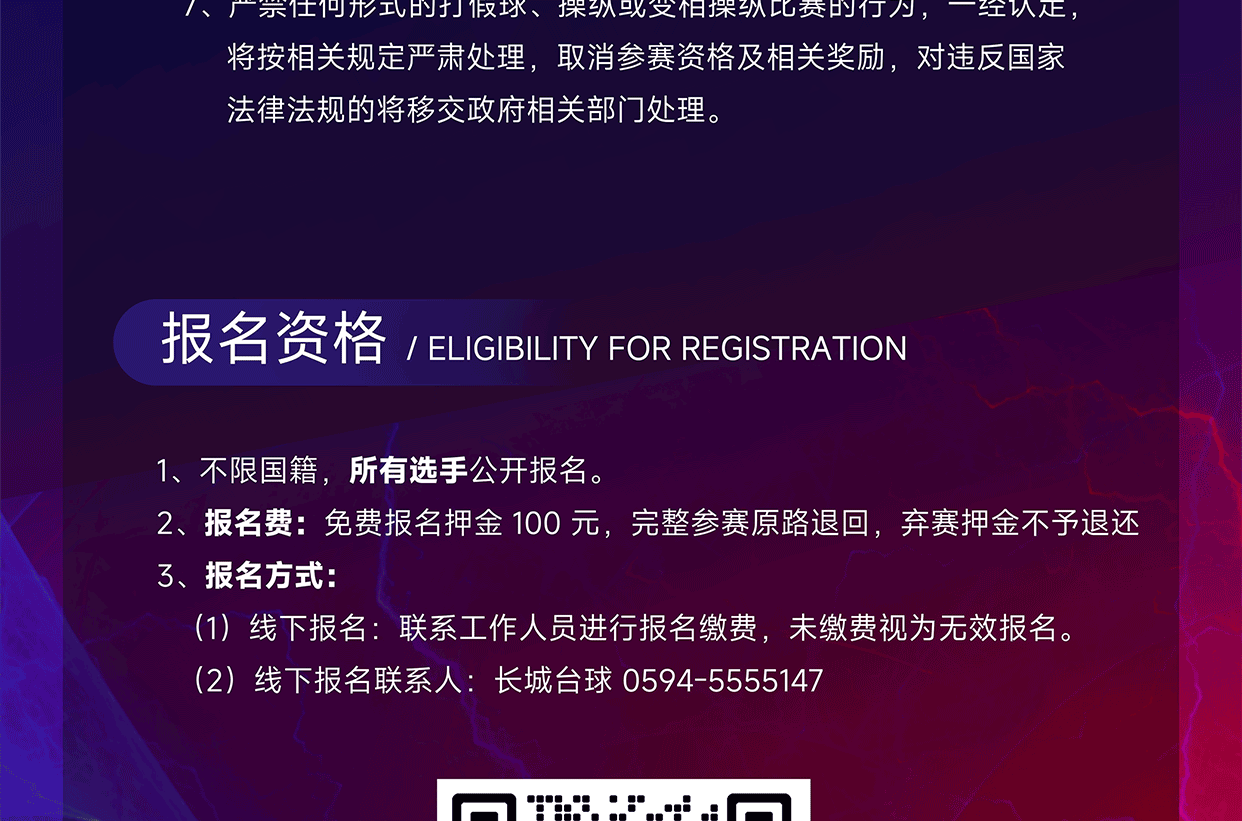 7、严禁任何形式的打假球、操纵或变相操纵比赛的行为，一经认定，
将按相关规定严肃处理，取消参赛资格及相关奖励，对违反国家
法律法规的将移交政府相关部门处理。
报名资格 / ELIGIBILITY FOR REGISTRATION
1、不限国籍，所有选手公开报名。
2、报名费：免费报名押金 100 元，完整参赛原路退回，弃赛押金不予退还
3、报名方式：
（1）线下报名：联系工作人员进行报名缴费，未缴费视为无效报名。
（2）线下报名联系人：长城台球 0594-5555147